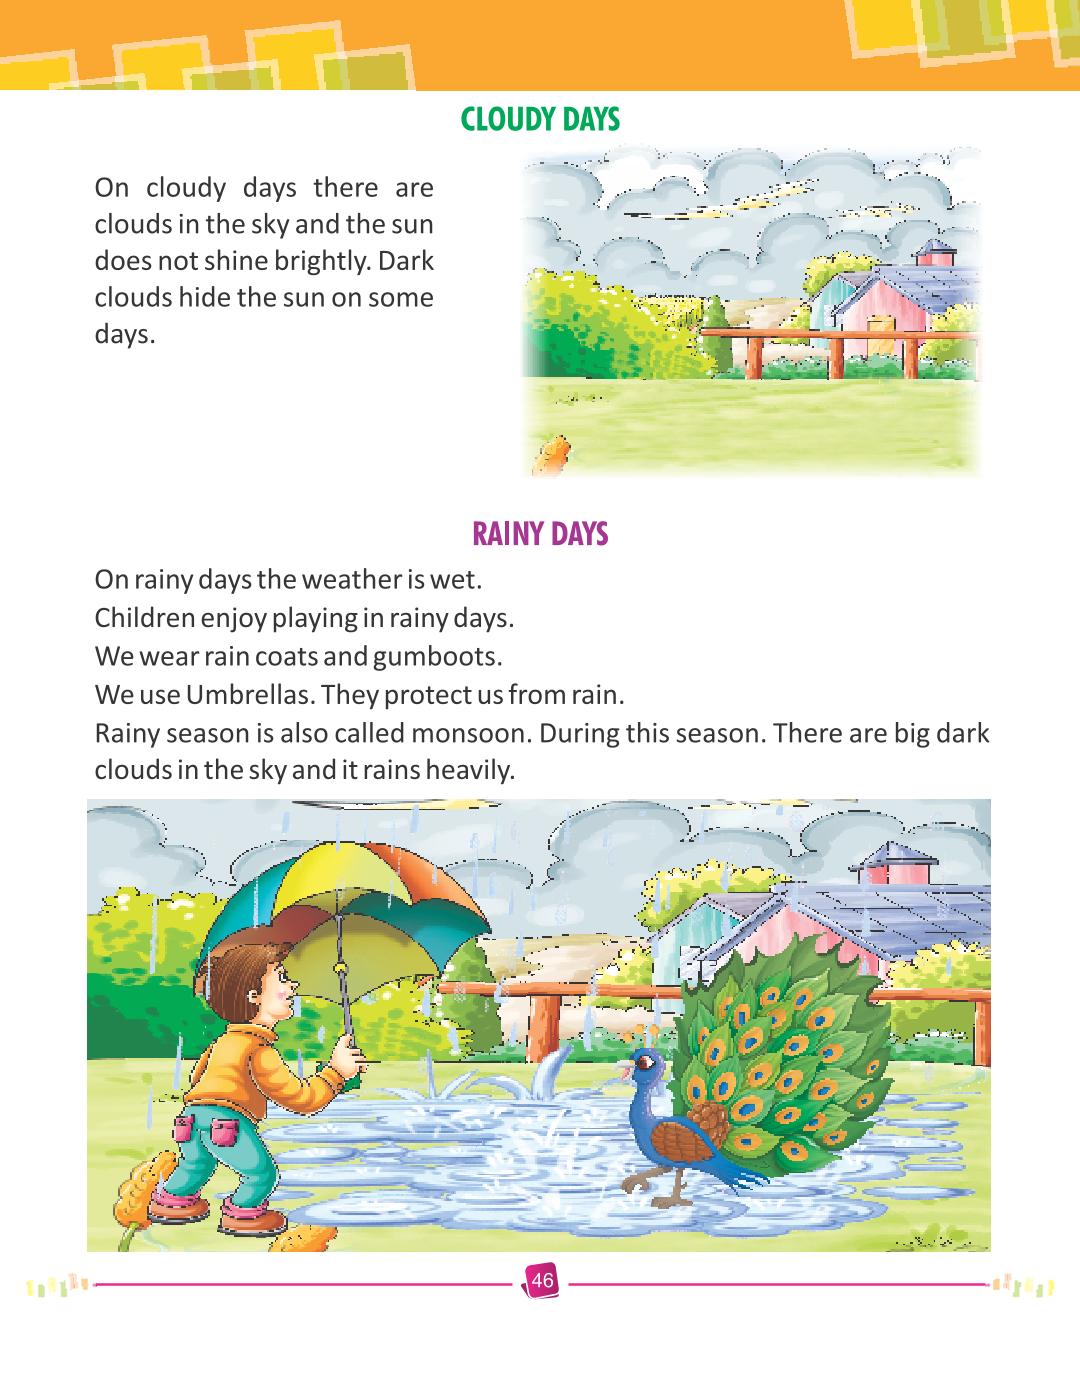 CLOUDY DAYS
On cloudy days there are
clouds in the sky and the sun
does not shine brightly. Dark
clouds hide the sun on some
days.
RAINY DAYS
On rainy days the weather is wet.
Children enjoy playing in rainy days.
We wear rain coats and gumboots.
We use Umbrellas. They protect us from rain.
Rainy season is also called monsoon. During this season. There are big dark
clouds in the sky and it rains heavily.
46